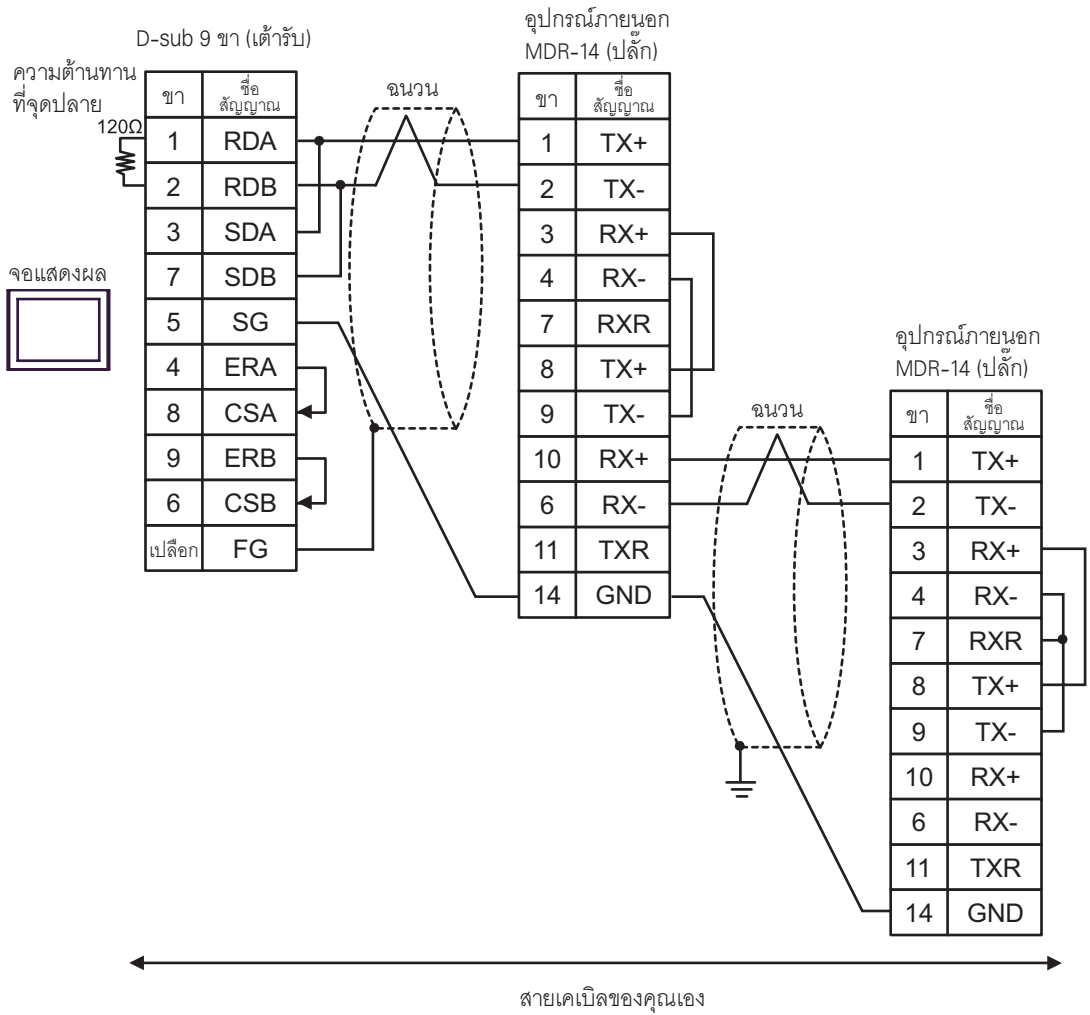 D-sub 9 ขา (เต้ารับ)
ความต้านทาน
ที่จุดปลาย
120Ω
ขา ชื่อสัญญาณ
1 RDA
2 RDB
3 SDA
7 SDB
5 SG
4 ERA
8 CSA
9 ERB
6 CSB
เปลือก FG
จอแสดงผล
ฉนวน
อุปกรณ์ภายนอก
MDR-14 (ปลั๊ก)
ขา ชื่อสัญญาณ
1 TX+
2 TX-
3 RX+
4 RX-
7 RXR
8 TX+
9 TX-
10 RX+
6 RX-
11 TXR
14 GND
ฉนวน
อุปกรณ์ภายนอก
MDR-14 (ปลั๊ก)
ขา ชื่อสัญญาณ
1 TX+
2 TX-
3 RX+
4 RX-
7 RXR
8 TX+
9 TX-
10 RX+
6 RX-
11 TXR
14 GND
สายเคเบิลของคุณเอง